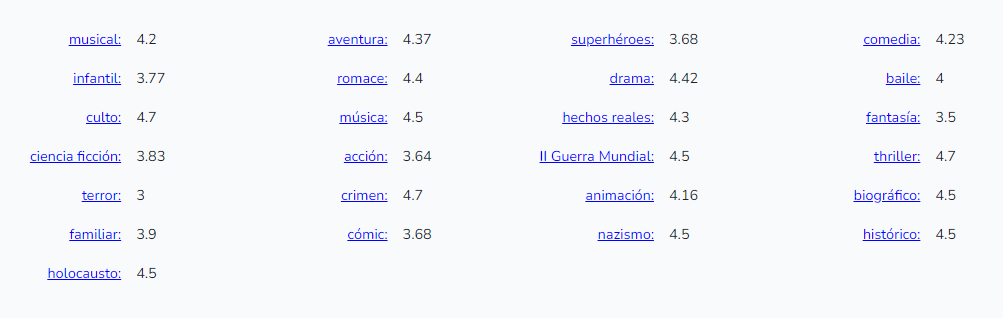 musical: 4.2 aventura: 4.37 superhéroes: 3.68 comedia: 4.23
infantil: 3.77 romace: 4.4 drama: 4.42 baile: 4
culto: 4.7 música: 4.5 hechos reales: 4.3 fantasía: 3.5
ciencia ficción: 3.83 acción: 3.64 II Guerra Mundial: 4.5 thriller: 4.7
terror: 3 crimen: 4.7 animación: 4.16 biográfico: 4.5
familiar: 3.9 cómic: 3.68 nazismo: 4.5 histórico: 4.5
holocausto: 4.5